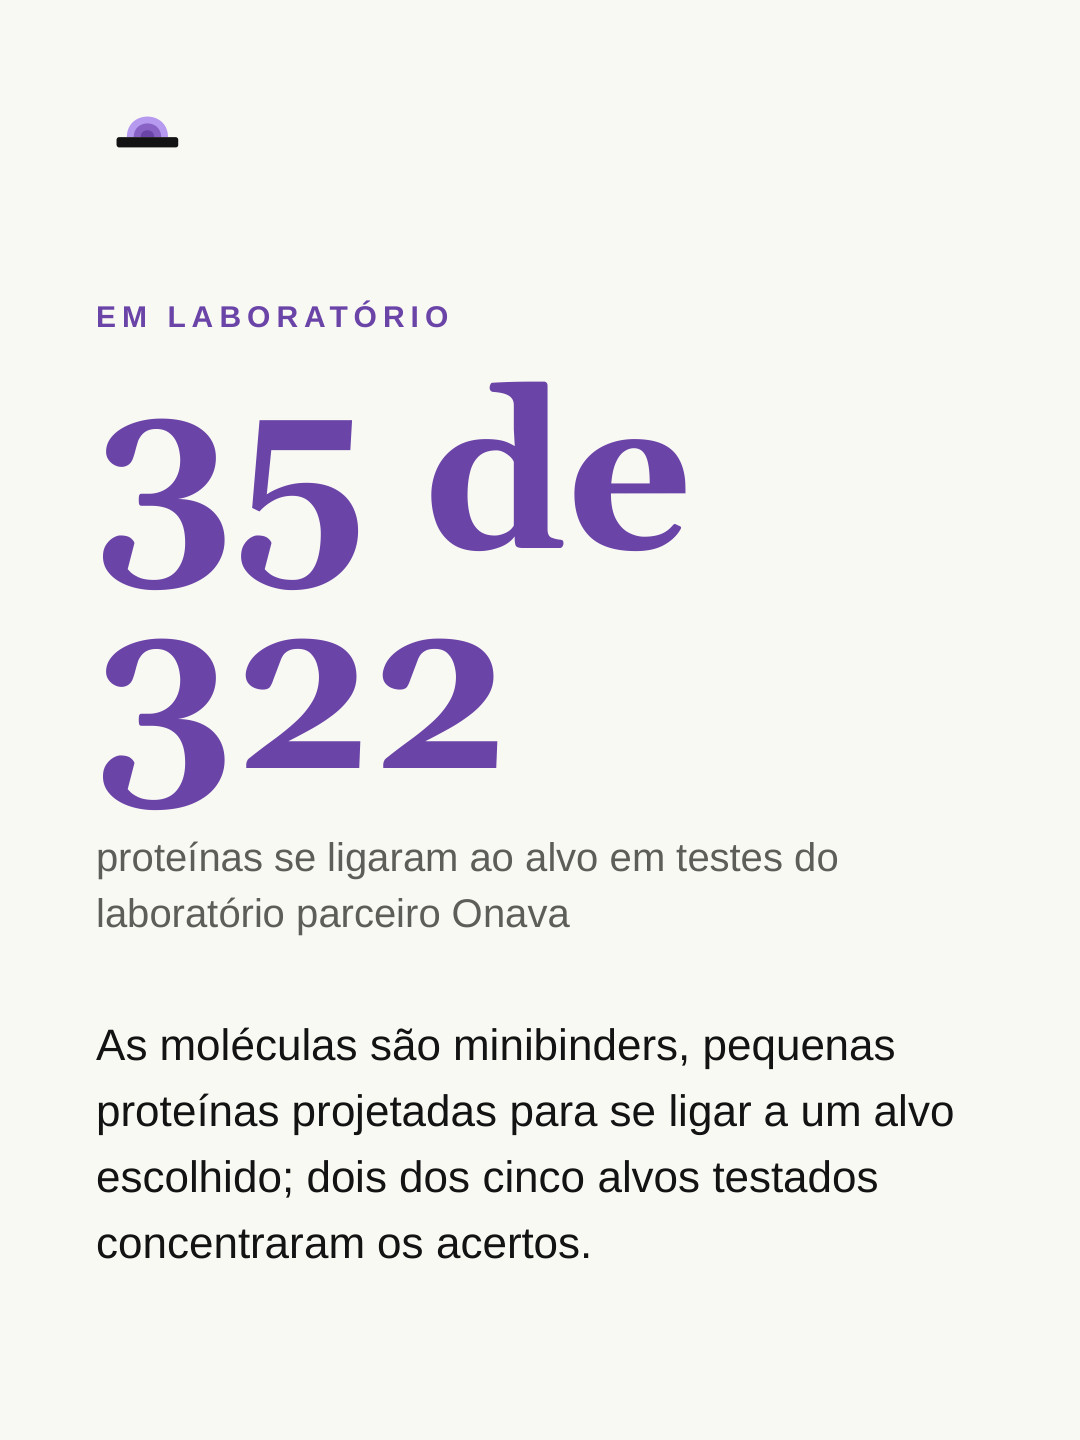 EM LABORATÓRIO
35 de
322
proteínas se ligaram ao alvo em testes do
laboratório parceiro Onava
As moléculas são minibinders, pequenas
proteínas projetadas para se ligar a um alvo
escolhido; dois dos cinco alvos testados
concentraram os acertos.